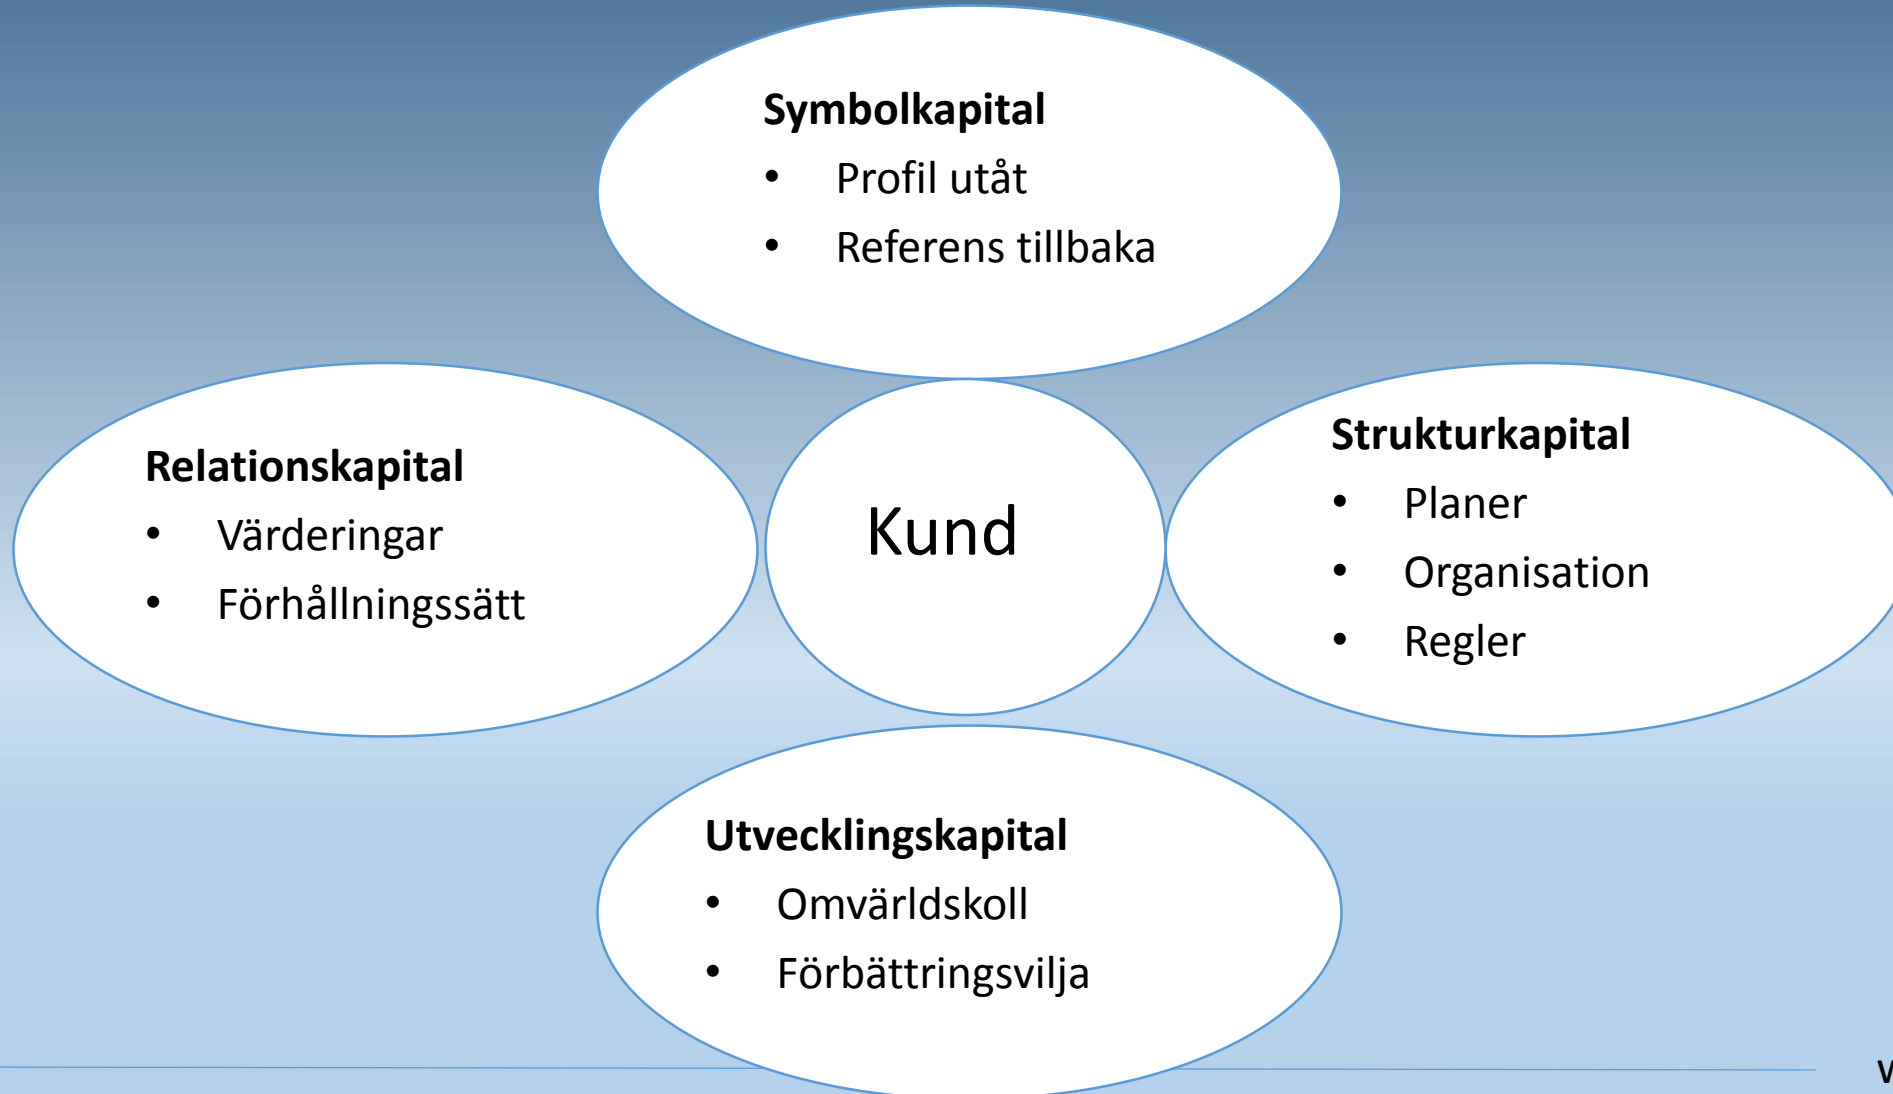 Symbolkapital
• Profil utåt
• Referens tillbaka
Relationskapital
• Värderingar
• Förhållningssätt
Kund
Strukturkapital
• Planer
• Organisation
• Regler
Utvecklingskapital
• Omvärldskoll
• Förbättringsvilja